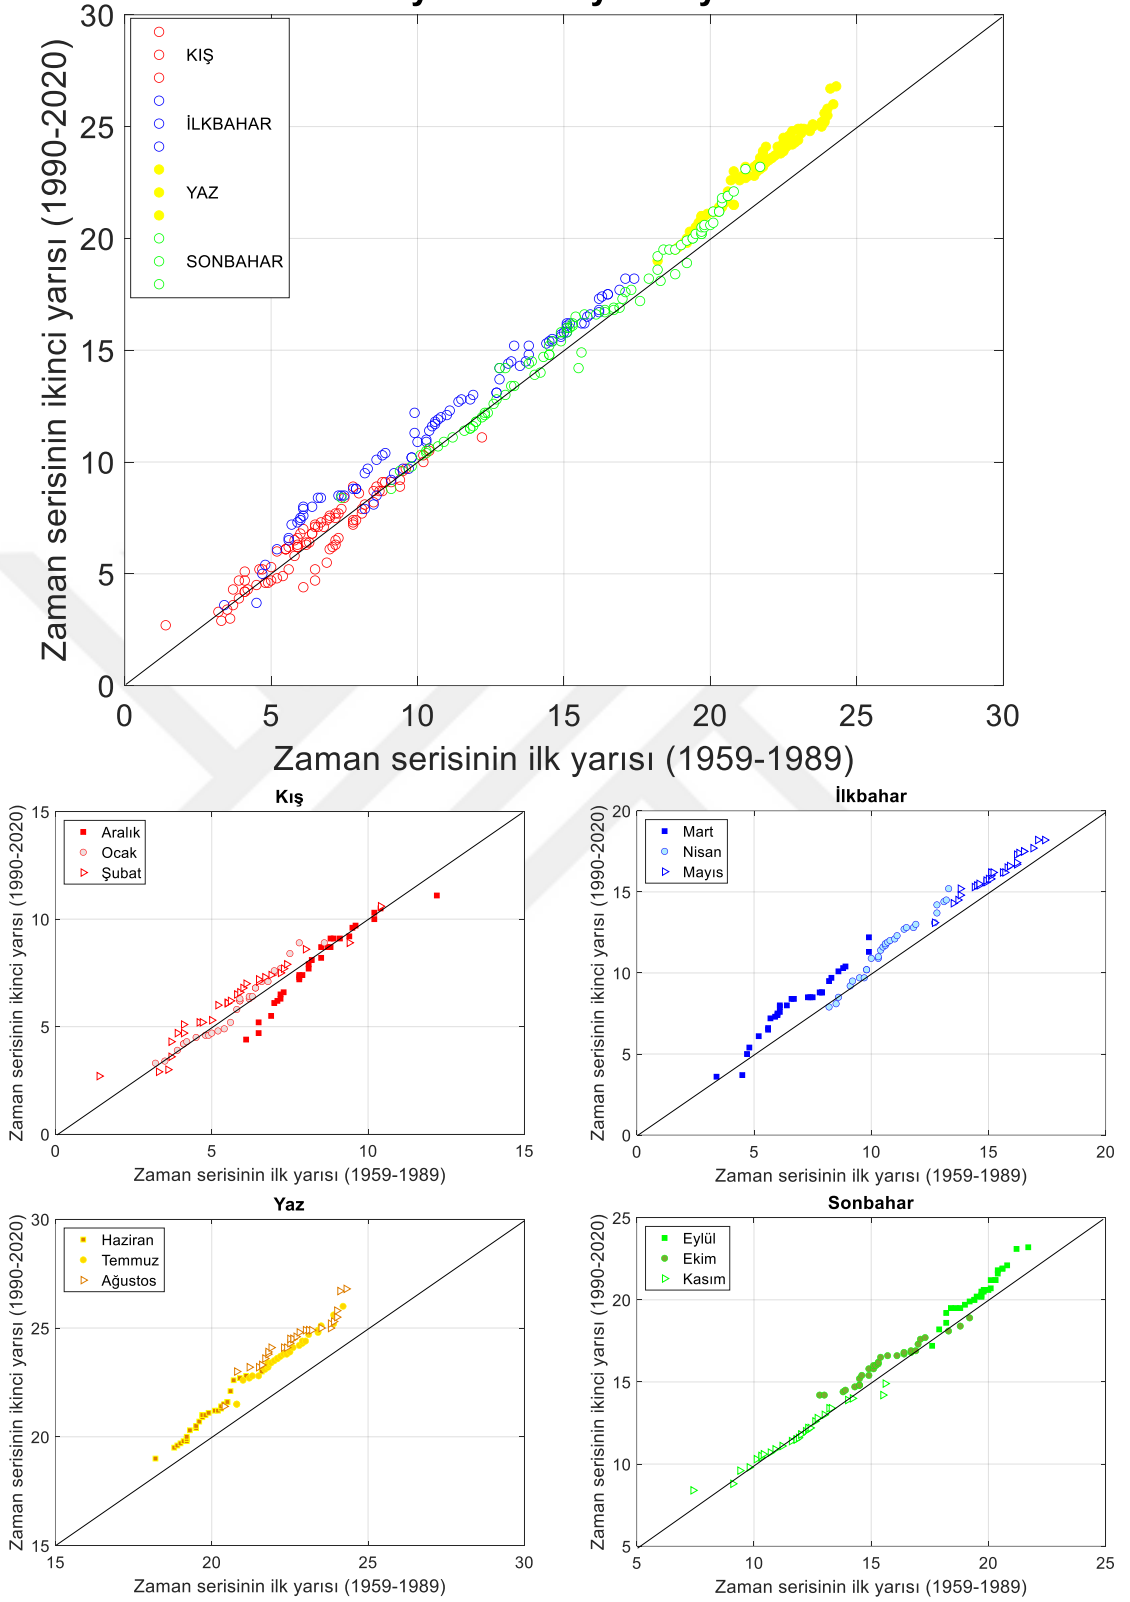 30
25
20
15
10
5
0
Zaman serisinin ikinci yarısı (1990-2020)
KIŞ
İLKBAHAR
YAZ
SONBAHAR
0 5 10 15 20 25 30
Zaman serisinin ilk yarısı (1959-1989)
Kış
15
10
5
0
Zaman serisinin ikinci yarısı (1990-2020)
Aralık
Ocak
Şubat
0 5 10 15
Zaman serisinin ilk yarısı (1959-1989)
İlkbahar
20
15
10
5
0
Zaman serisinin ikinci yarısı (1990-2020)
Mart
Nisan
Mayıs
0 5 10 15 20
Zaman serisinin ilk yarısı (1959-1989)
Yaz
30
25
20
15
Zaman serisinin ikinci yarısı (1990-2020)
Haziran
Temmuz
Ağustos
15 20 25 30
Zaman serisinin ilk yarısı (1959-1989)
Sonbahar
25
20
15
10
5
Zaman serisinin ikinci yarısı (1990-2020)
Eylül
Ekim
Kasım
5 10 15 20 25
Zaman serisinin ilk yarısı (1959-1989)